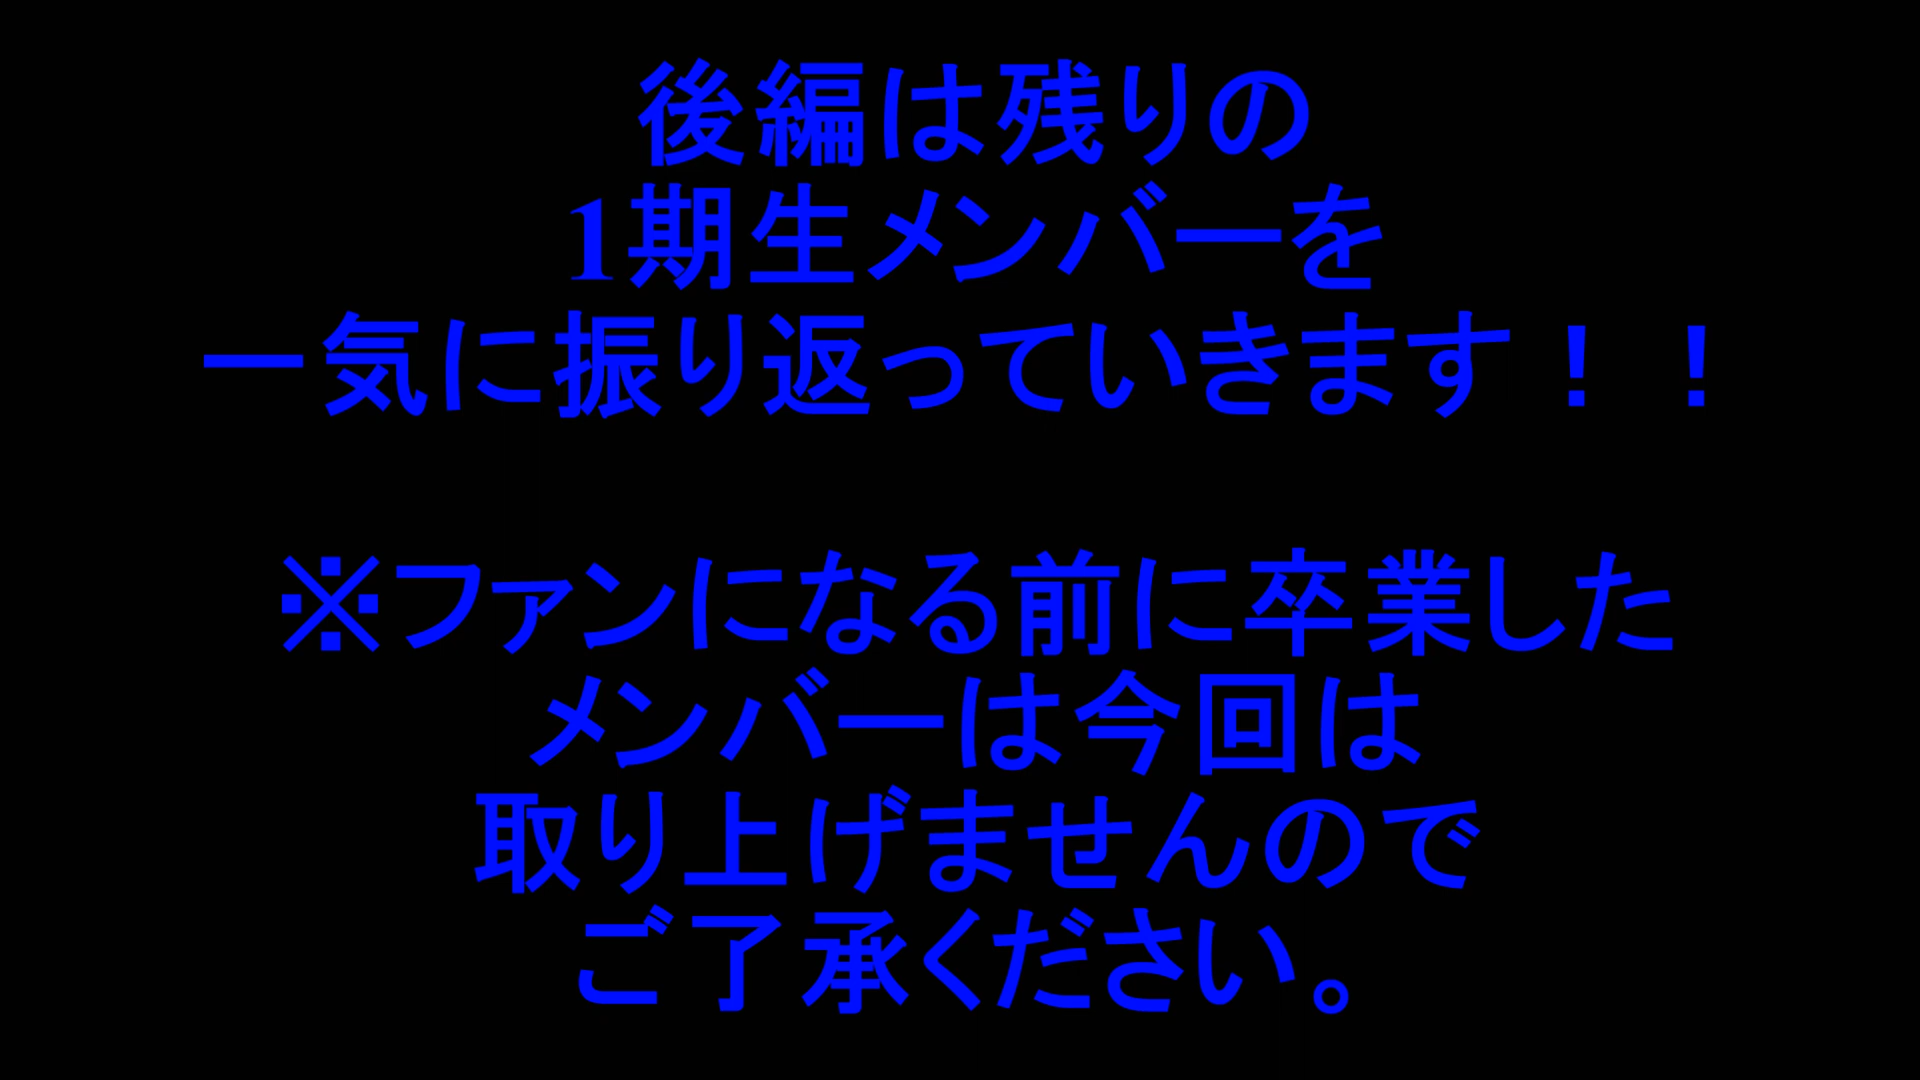 後編は残りの
1期生メンバーを
一気に振り返っていきます！！
※ファンになる前に卒業した
メンバーは今回は
取り上げませんので
ご了承ください。